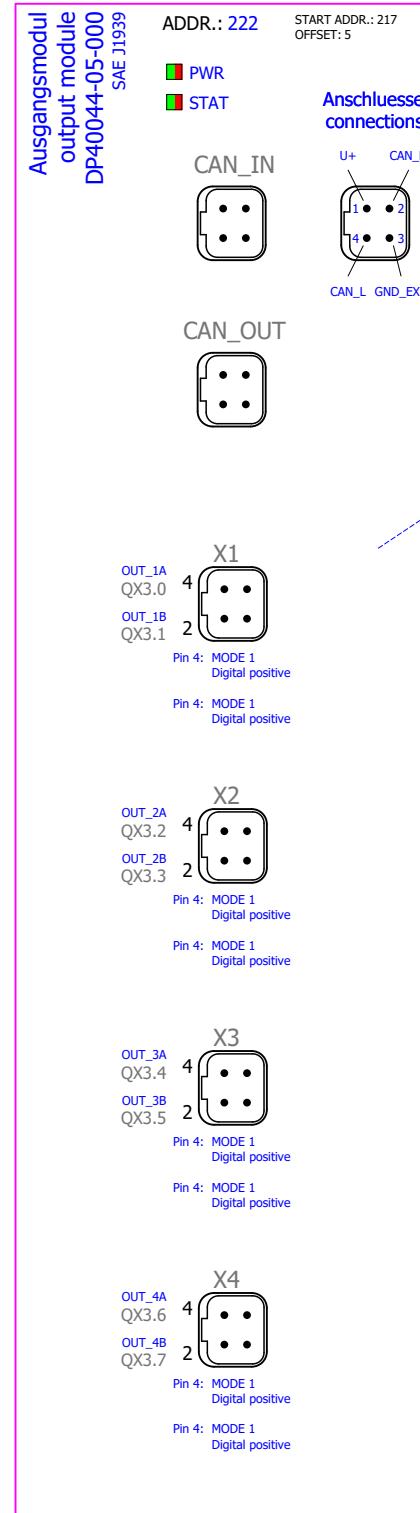 Ausgangsmodul
output module
DP40044-05-000
SAE J1939
ADDR.: 222
START ADDR.: 217
OFFSET: 5
PWR
STAT
Anschluesse
connections
CAN_IN
U+
1
2
4
3
CAN_L
GND_EX
CAN_OUT
X1
OUT_1A
QX3.0
4
OUT_1B
QX3.1
2
Pin 4: MODE 1
Digital positive
Pin 4: MODE 1
Digital positive
X2
OUT_2A
QX3.2
4
OUT_2B
QX3.3
2
Pin 4: MODE 1
Digital positive
Pin 4: MODE 1
Digital positive
X3
OUT_3A
QX3.4
4
OUT_3B
QX3.5
2
Pin 4: MODE 1
Digital positive
Pin 4: MODE 1
Digital positive
X4
OUT_4A
QX3.6
4
OUT_4B
QX3.7
2
Pin 4: MODE 1
Digital positive
Pin 4: MODE 1
Digital positive